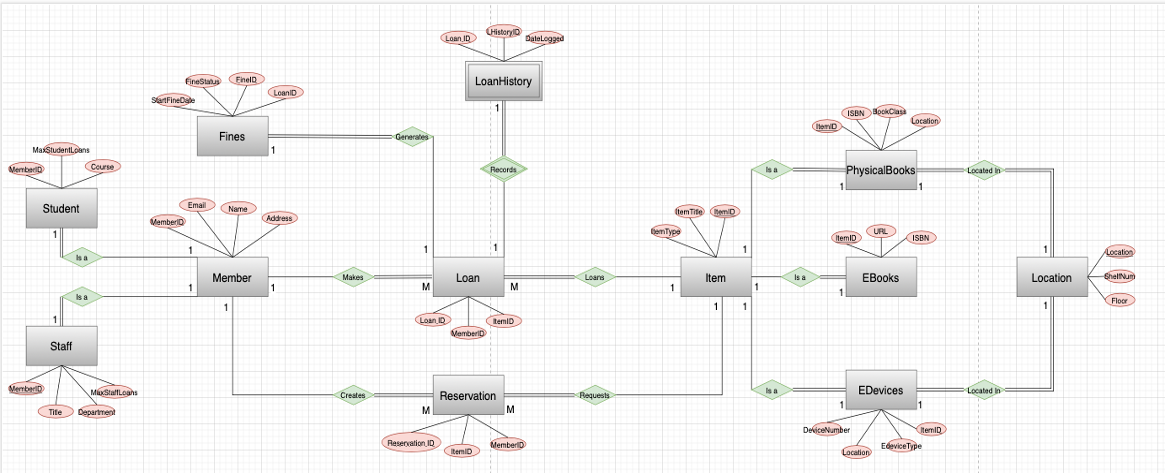 Loan_ID
LHistoryID
DateLogged
LoanHistory
1
FineStatus
FineID
StartFineDate
LoanID
Fines
1
Generates
Records
MaxStudentLoans
MemberID
Course
Student
1
Is a
1
Email
Name
MemberID
Address
Member
1
1
1
Makes
1
1
Loan
M
M
Loan_ID
MemberID
ItemID
Loans
ItemTitle
ItemID
ItemType
Item
1
1
1
1
1
Is a
ISBN
BookClass
ItemID
Location
PhysicalBooks
1
1
Located In
URL
ItemID
ISBN
Is a
EBooks
1
Location
1
1
Location
ShelfNum
Floor
Is a
1
Staff
MemberID
MaxStaffLoans
Title
Department
Creates
Reservation
M
M
Requests
Reservation_ID
ItemID
MemberID
Is a
EDevices
1
1
Located In
DeviceNumber
ItemID
EdeviceType
Location